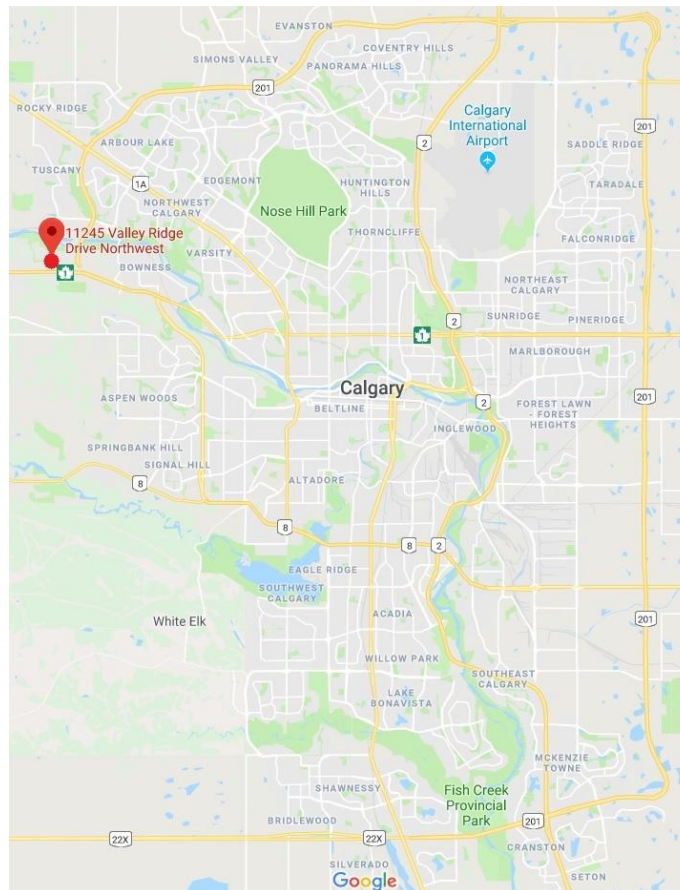 EVANSTON
COVENTRY HILLS
SIMONS VALLEY
PANORAMA HILLS
201
ROCKY RIDGE
Calgary
International
Airport
2
201
ARBOUR LAKE
SADDLE RIDGE
TUSCANY
1A
EDGEMONT
HUNTINGTON
HILLS
TARADALE
NORTHWEST
CALGARY
Nose Hill Park
11245 Valley Ridge
Drive Northwest
THORNCLIFFE
FALCONRIDGE
VARSITY
1
BOWNESS
NORTHEAST
CALGARY
2
SUNRIDGE
PINERIDGE
1
MARLBOROUGH
Calgary
ASPEN WOODS
BELTLINE
2
FOREST LAWN
- FOREST
HEIGHTS
201
INGLEWOOD
SPRINGBANK HILL
SIGNAL HILL
8
ALTADORE
8
8
2
EAGLE RIDGE
SOUTHWEST
CALGARY
White Elk
ACADIA
201
WILLOW PARK
SOUTHEAST
CALGARY
LAKE
BONAVISTA
MCKENZIE
TOWNE
SHAWNESSY
Fish Creek
Provincial
Park
BRIDLEWOOD
201
22X
22X
CRANSTON
SILVERADO
Google
SETON